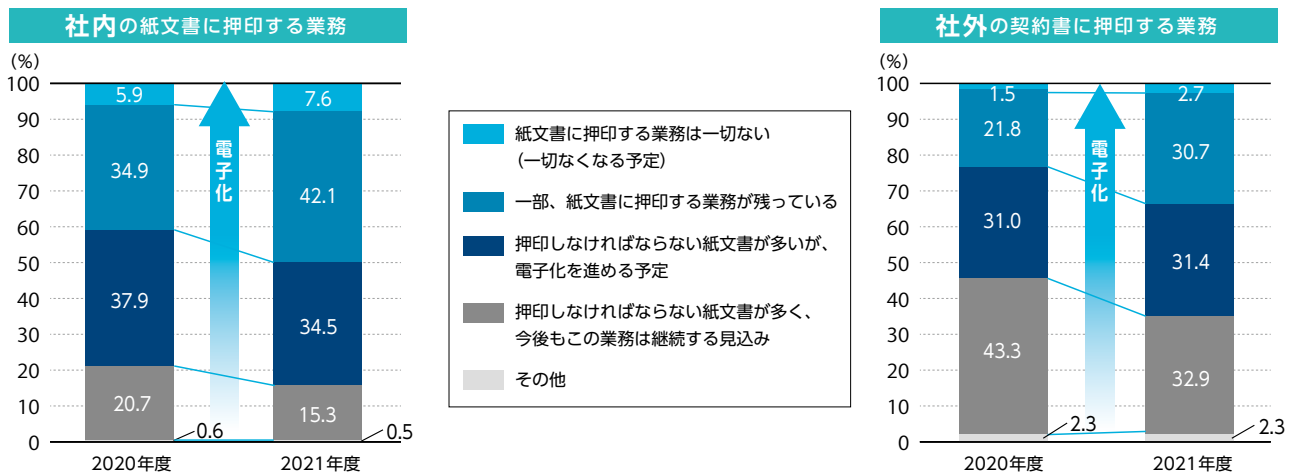 社内の紙文書に押印する業務
(%)
100
90
80
70
60
50
40
30
20
10
0
5.9
34.9
37.9
20.7
0.6
電子化
7.6
42.1
34.5
15.3
0.5
2020年度
2021年度
紙文書に押印する業務は一切ない
（一切なくなる予定）
一部、紙文書に押印する業務が残っている
押印しなければならない紙文書が多いが、
電子化を進める予定
押印しなければならない紙文書が多く、
今後もこの業務は継続する見込み
その他
社外の契約書に押印する業務
(%)
100
90
80
70
60
50
40
30
20
10
0
1.5
21.8
31.0
43.3
2.3
電子化
2.7
30.7
31.4
32.9
2.3
2020年度
2021年度